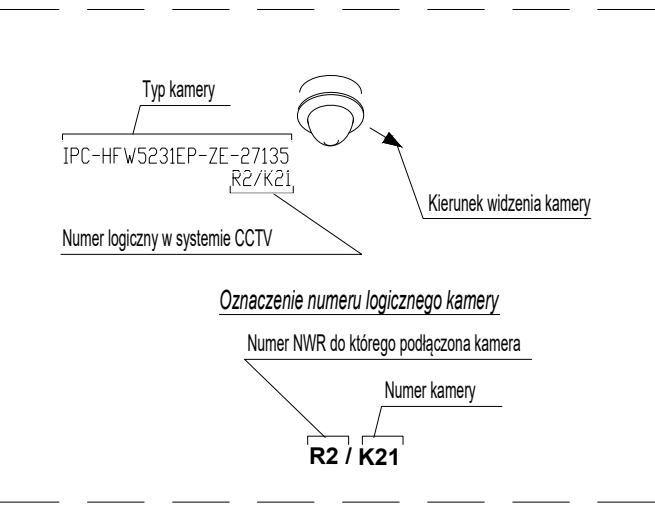 Typ kamery
IPC-HFW5231EP-ZE-27135
R2/K21
Kierunek widzenia kamery
Numer logiczny w systemie CCTV
Oznaczenie numeru logicznego kamery
Numer NWR do którego podłączona kamera
Numer kamery
R2 / K21